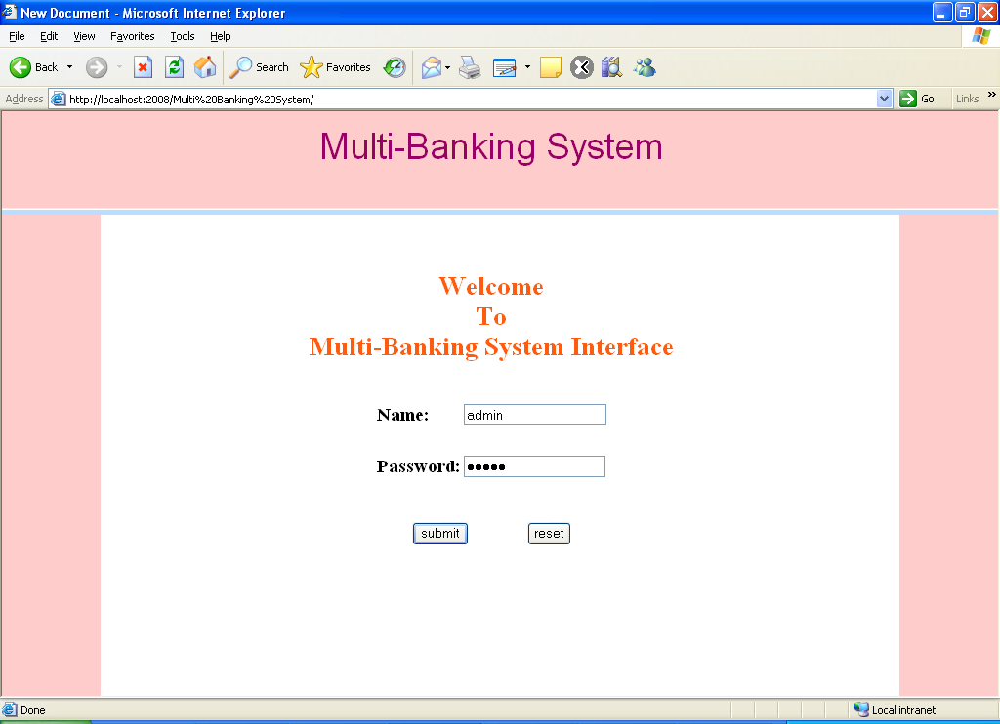 New Document - Microsoft Internet Explorer
File Edit View Favorites Tools Help
Back Search Favorites
Address http://localhost:2008/Multi%20Banking%20System/ Go Links »
Multi-Banking System
Welcome
To
Multi-Banking System Interface
Name: admin
Password: •••••
submit reset
Done Local intranet